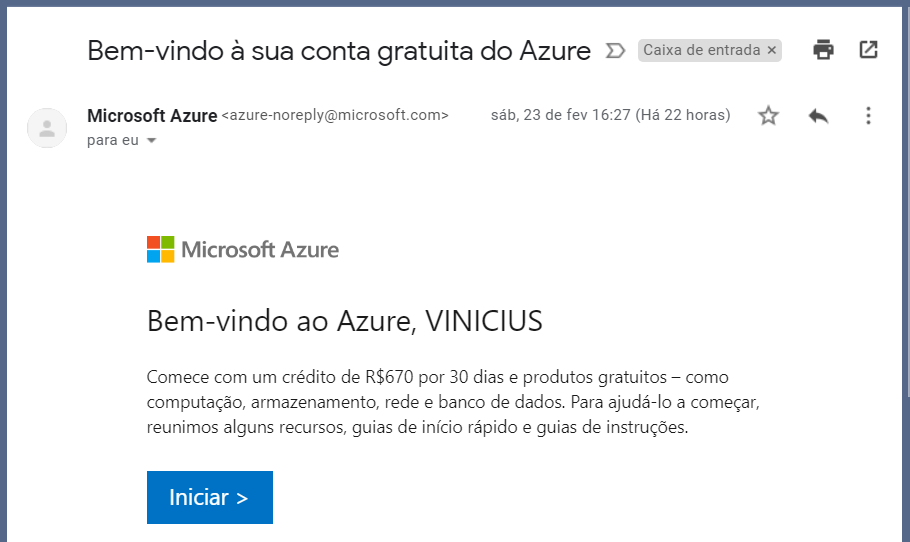 Bem-vindo à sua conta gratuita do Azure Caixa de entrada ×
Microsoft Azure <azure-noreply@microsoft.com> sáb, 23 de fev 16:27 (Há 22 horas)
para eu
Microsoft Azure
Bem-vindo ao Azure, VINICIUS
Comece com um crédito de R$670 por 30 dias e produtos gratuitos – como
computação, armazenamento, rede e banco de dados. Para ajudá-lo a começar,
reunimos alguns recursos, guias de início rápido e guias de instruções.
Iniciar >